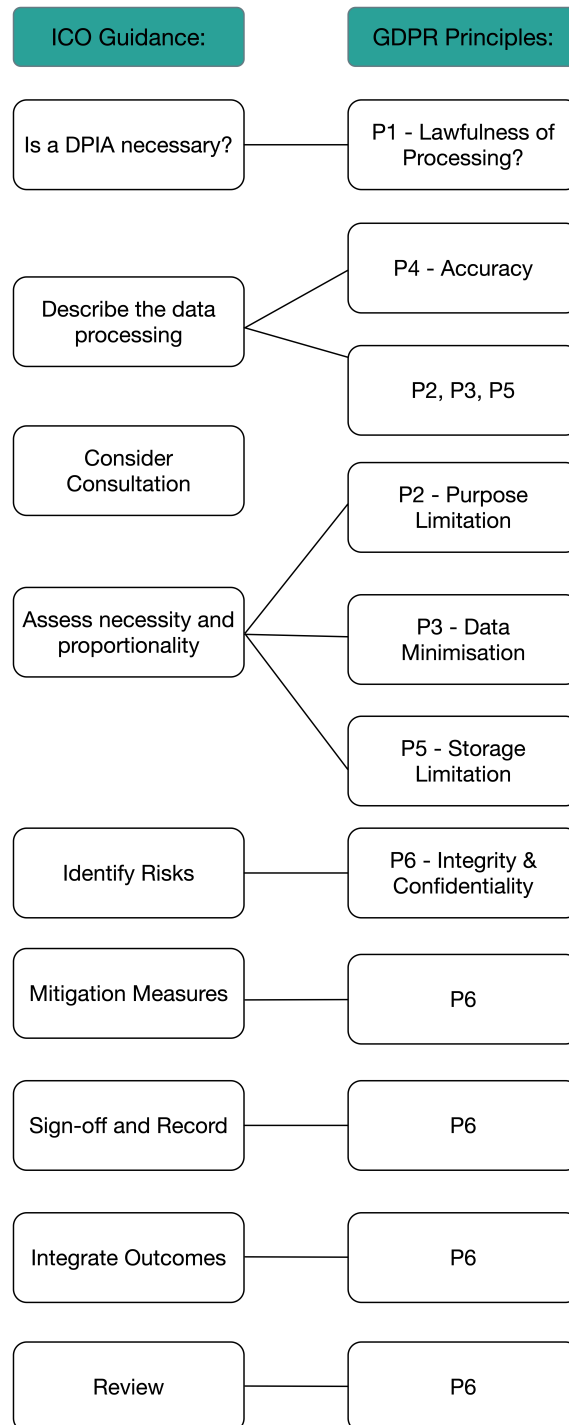 ICO Guidance:
GDPR Principles:
Is a DPIA necessary?
P1 - Lawfulness of
Processing?
P4 - Accuracy
Describe the data
processing
P2, P3, P5
Consider
Consultation
P2 - Purpose
Limitation
Assess necessity and
proportionality
P3 - Data
Minimisation
P5 - Storage
Limitation
Identify Risks
P6 - Integrity &
Confidentiality
Mitigation Measures
P6
Sign-off and Record
P6
Integrate Outcomes
P6
Review
P6